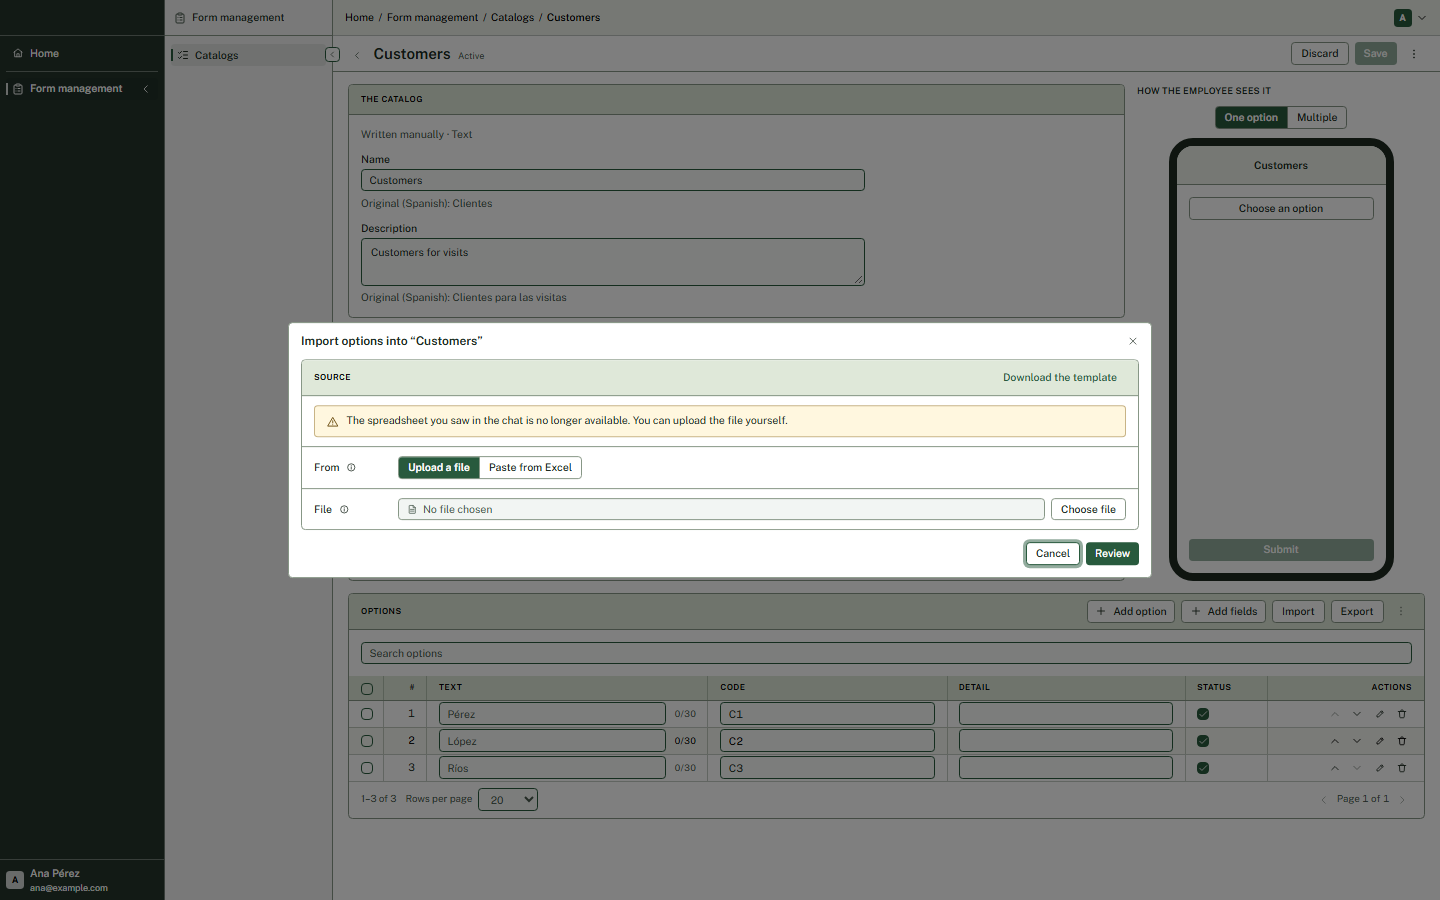 Form management
Home / Form management / Catalogs / Customers
A
Home
Form management
Catalogs
Customers Active
Discard
Save
THE CATALOG
Written manually · Text
Name
Customers
Original (Spanish): Clientes
Description
Customers for visits
Original (Spanish): Clientes para las visitas
HOW THE EMPLOYEE SEES IT
One option
Multiple
Customers
Choose an option
Submit
Import options into “Customers”
SOURCE
Download the template
The spreadsheet you saw in the chat is no longer available. You can upload the file yourself.
From
Upload a file
Paste from Excel
File
No file chosen
Choose file
Cancel
Review
OPTIONS
Add option
Add fields
Import
Export
Search options
# TEXT CODE DETAIL STATUS ACTIONS
1 Pérez 0/30 C1
2 López 0/30 C2
3 Ríos 0/30 C3
1–3 of 3 Rows per page 20
Page 1 of 1
A
Ana Pérez
ana@example.com